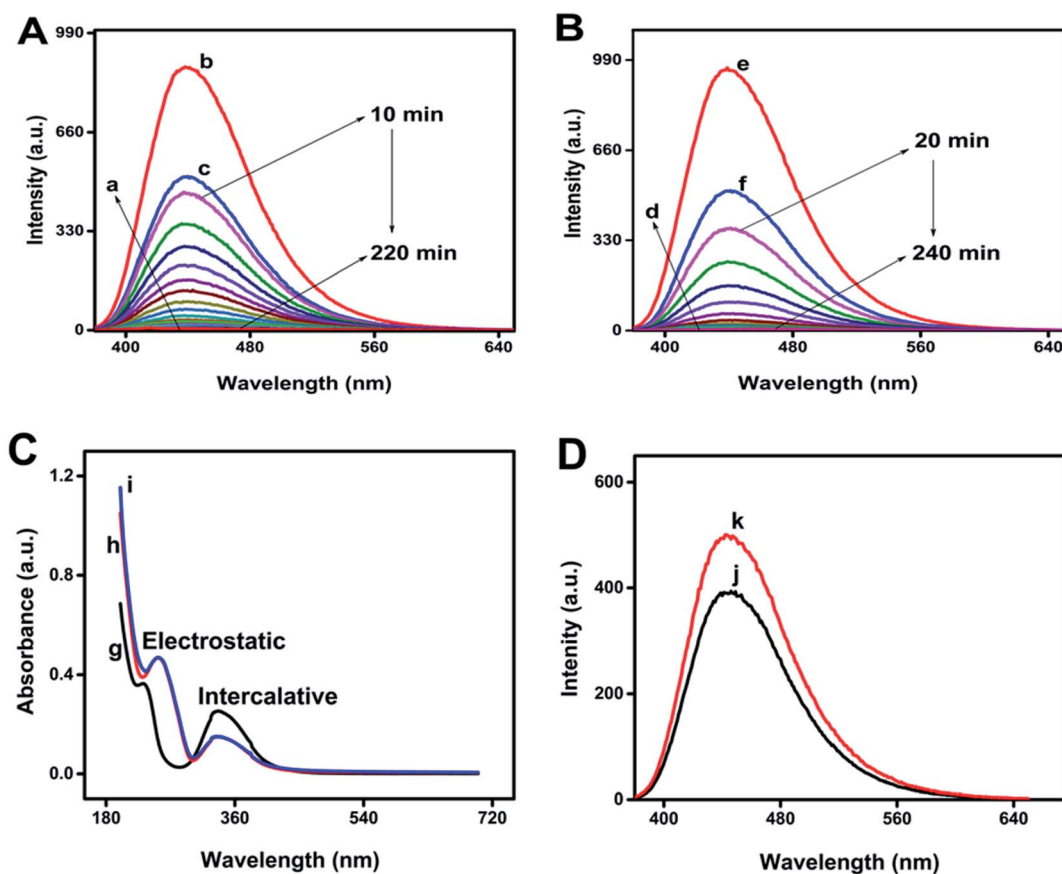 A
990
b
10 min
660
a
c
330
220 min
0
400
480
560
640
Intensity (a.u.)
Wavelength (nm)
B
990
e
660
20 min
f
d
330
240 min
0
400
480
560
640
Intensity (a.u.)
Wavelength (nm)
C
1.2
i
h
0.8
g
Electrostatic
0.4
Intercalative
0.0
180
360
540
720
Absorbance (a.u.)
Wavelength (nm)
D
600
k
j
400
200
0
400
480
560
640
Intenity (a.u.)
Wavelength (nm)